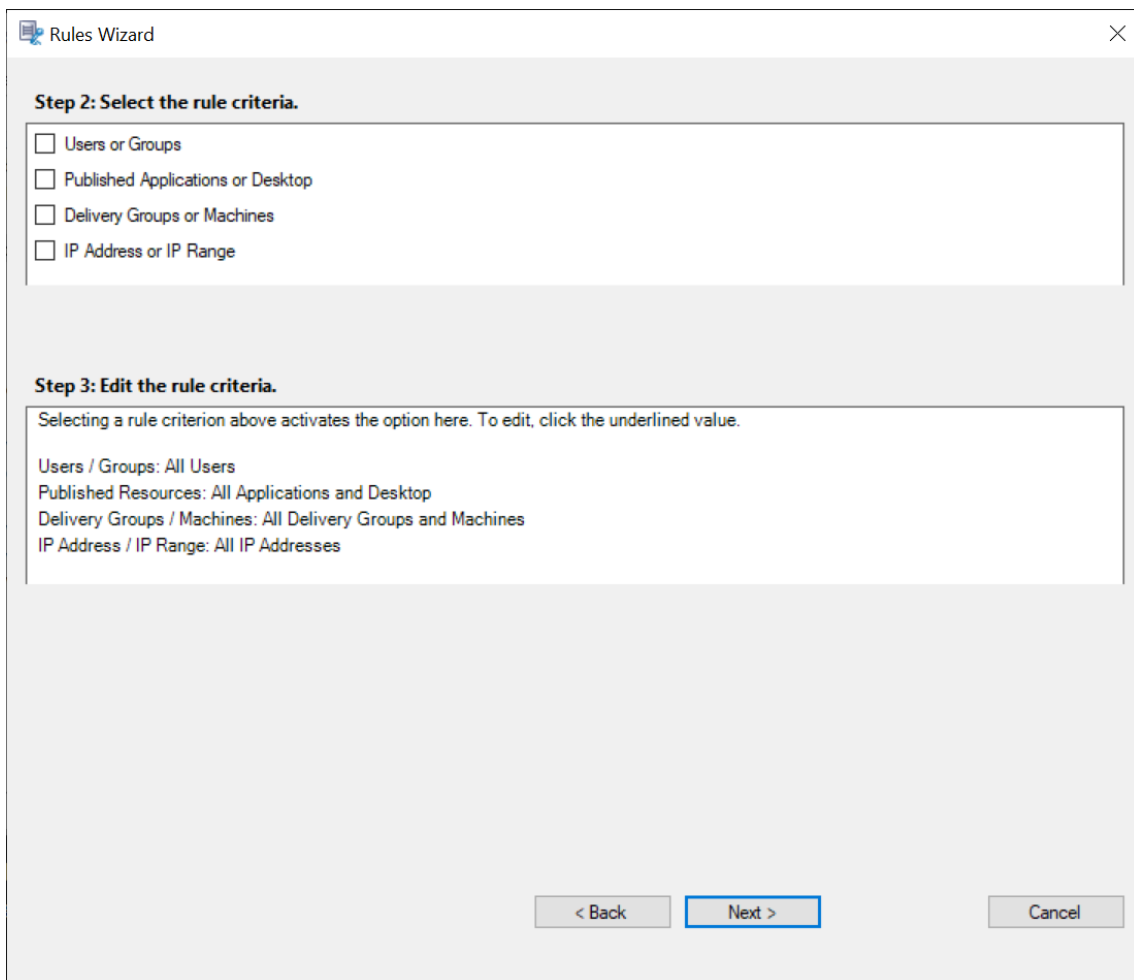 Rules Wizard
Step 2: Select the rule criteria.
Users or Groups
Published Applications or Desktop
Delivery Groups or Machines
IP Address or IP Range
Step 3: Edit the rule criteria.
Selecting a rule criterion above activates the option here. To edit, click the underlined value.
Users / Groups: All Users
Published Resources: All Applications and Desktop
Delivery Groups / Machines: All Delivery Groups and Machines
IP Address / IP Range: All IP Addresses
< Back Next > Cancel